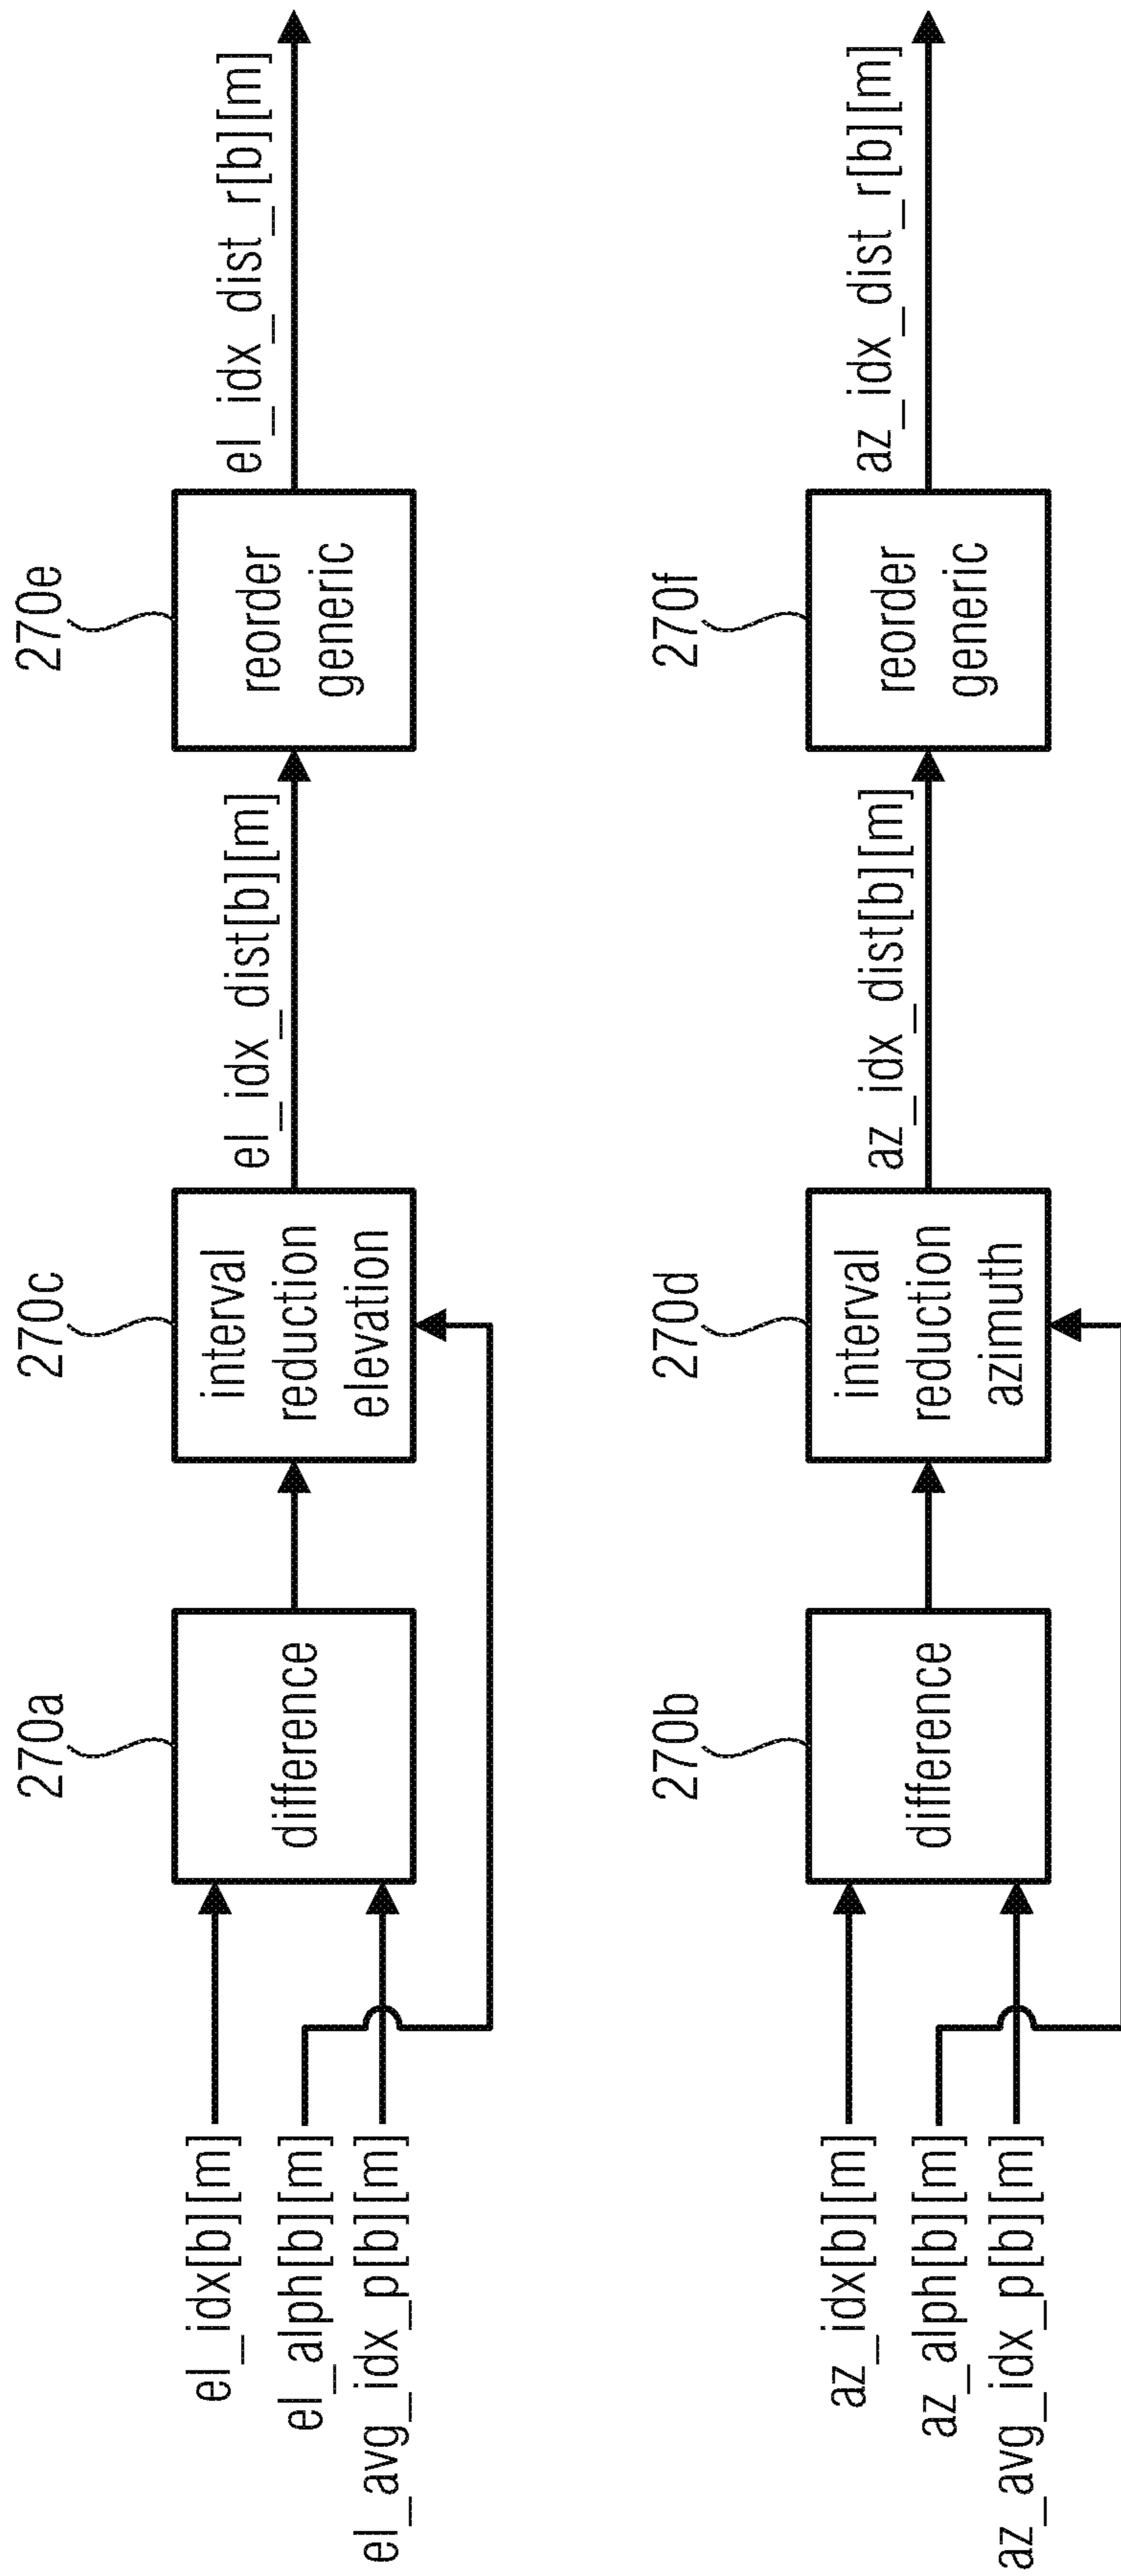 270a
270c
270e
el_idx[b][m]
el_alph[b][m]
el_avg_idx_p[b][m]
difference
interval
reduction
elevation
el_idx_dist[b][m]
reorder
generic
el_idx_dist_r[b][m]
270b
270d
270f
az_idx[b][m]
az_alph[b][m]
az_avg_idx_p[b][m]
difference
interval
reduction
azimuth
az_idx_dist[b][m]
reorder
generic
az_idx_dist_r[b][m]